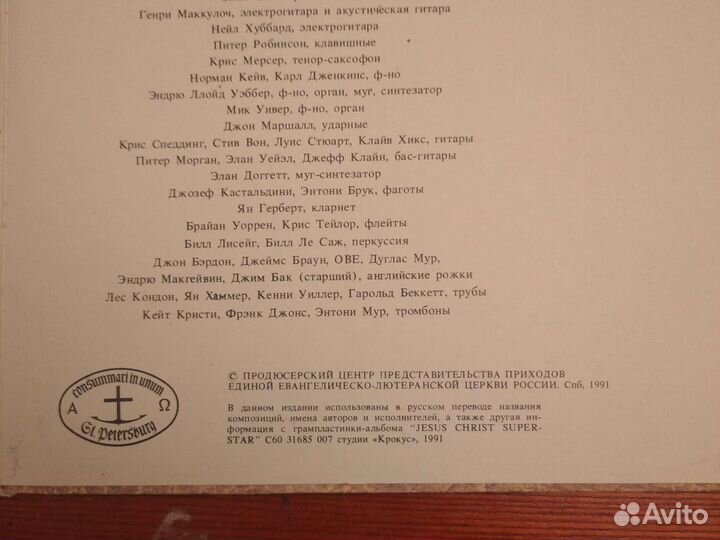 Генри Маккулоч, электрогитара и акустическая гитара
Нейл Хуббард, электрогитара
Питер Робинсон, клавишные
Крис Мерсер, тенор-саксофон
Норман Кейв, Карл Дженкинс, ф-но
Эндрю Ллойд Уэббер, ф-но, орган, муг, синтезатор
Мик Уивер, ф-но, орган
Джон Маршалл, ударные
Крис Спеддинг, Стив Вон, Луис Стюарт, Клайв Хикс, гитары
Питер Морган, Элан Уейэл, Джефф Клайн, бас-гитары
Элан Доггетт, муг-синтезатор
Джозеф Кастальдини, Энтони Брук, фаготы
Ян Герберт, кларнет
Брайан Уоррен, Крис Тейлор, флейты
Билл Лисейг, Билл Ле Саж, перкуссия
Джон Бэрдон, Джеймс Браун, ОВЕ, Дуглас Мур,
Эндрю Макгейвин, Джим Бак (старший), английские рожки
Лес Кондон, Ян Хаммер, Кенни Уиллер, Гарольд Беккетт, трубы
Кейт Кристи, Фрэнк Джонс, Энтони Мур, тромбоны
© ПРОДЮСЕРСКИЙ ЦЕНТР ПРЕДСТАВИТЕЛЬСТВА ПРИХОДОВ
ЕДИНОЙ ЕВАНГЕЛИЧЕСКО-ЛЮТЕРАНСКОЙ ЦЕРКВИ РОССИИ. Спб, 1991
В данном издании использованы в русском переводе названия
композиций, имена авторов и исполнителей, а также другая ин-
формация с грампластинки-альбома "JESUS CHRIST SUPER-
STAR" С60 31685 007 студии «Крокус», 1991
consummari in unum
Α Ω
St. Petersburg
Avito